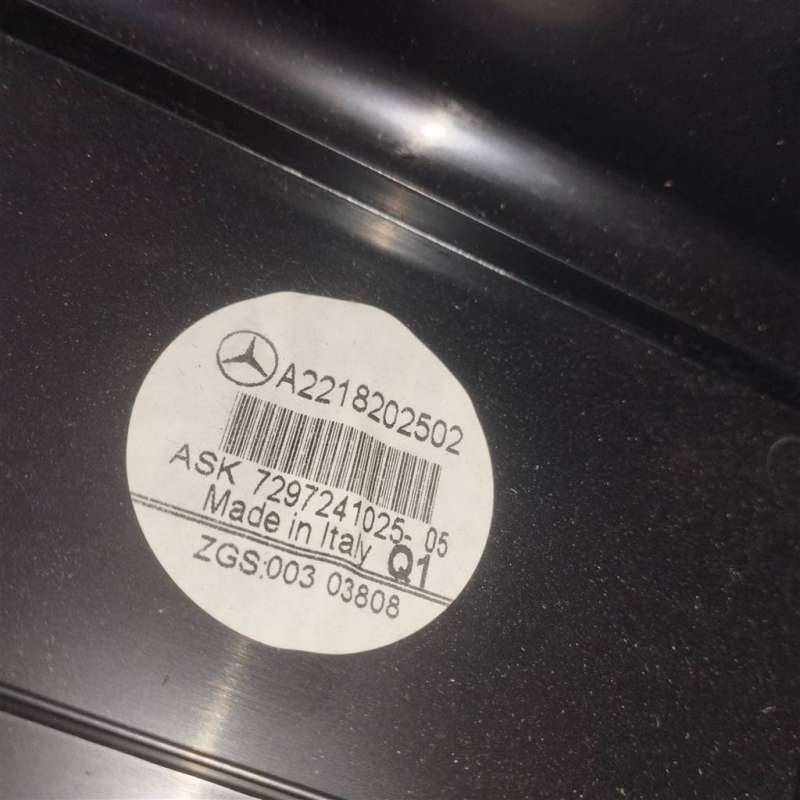 A2218202502
ASK 7297241025-05
Made in Italy Q1
ZGS:003 03808